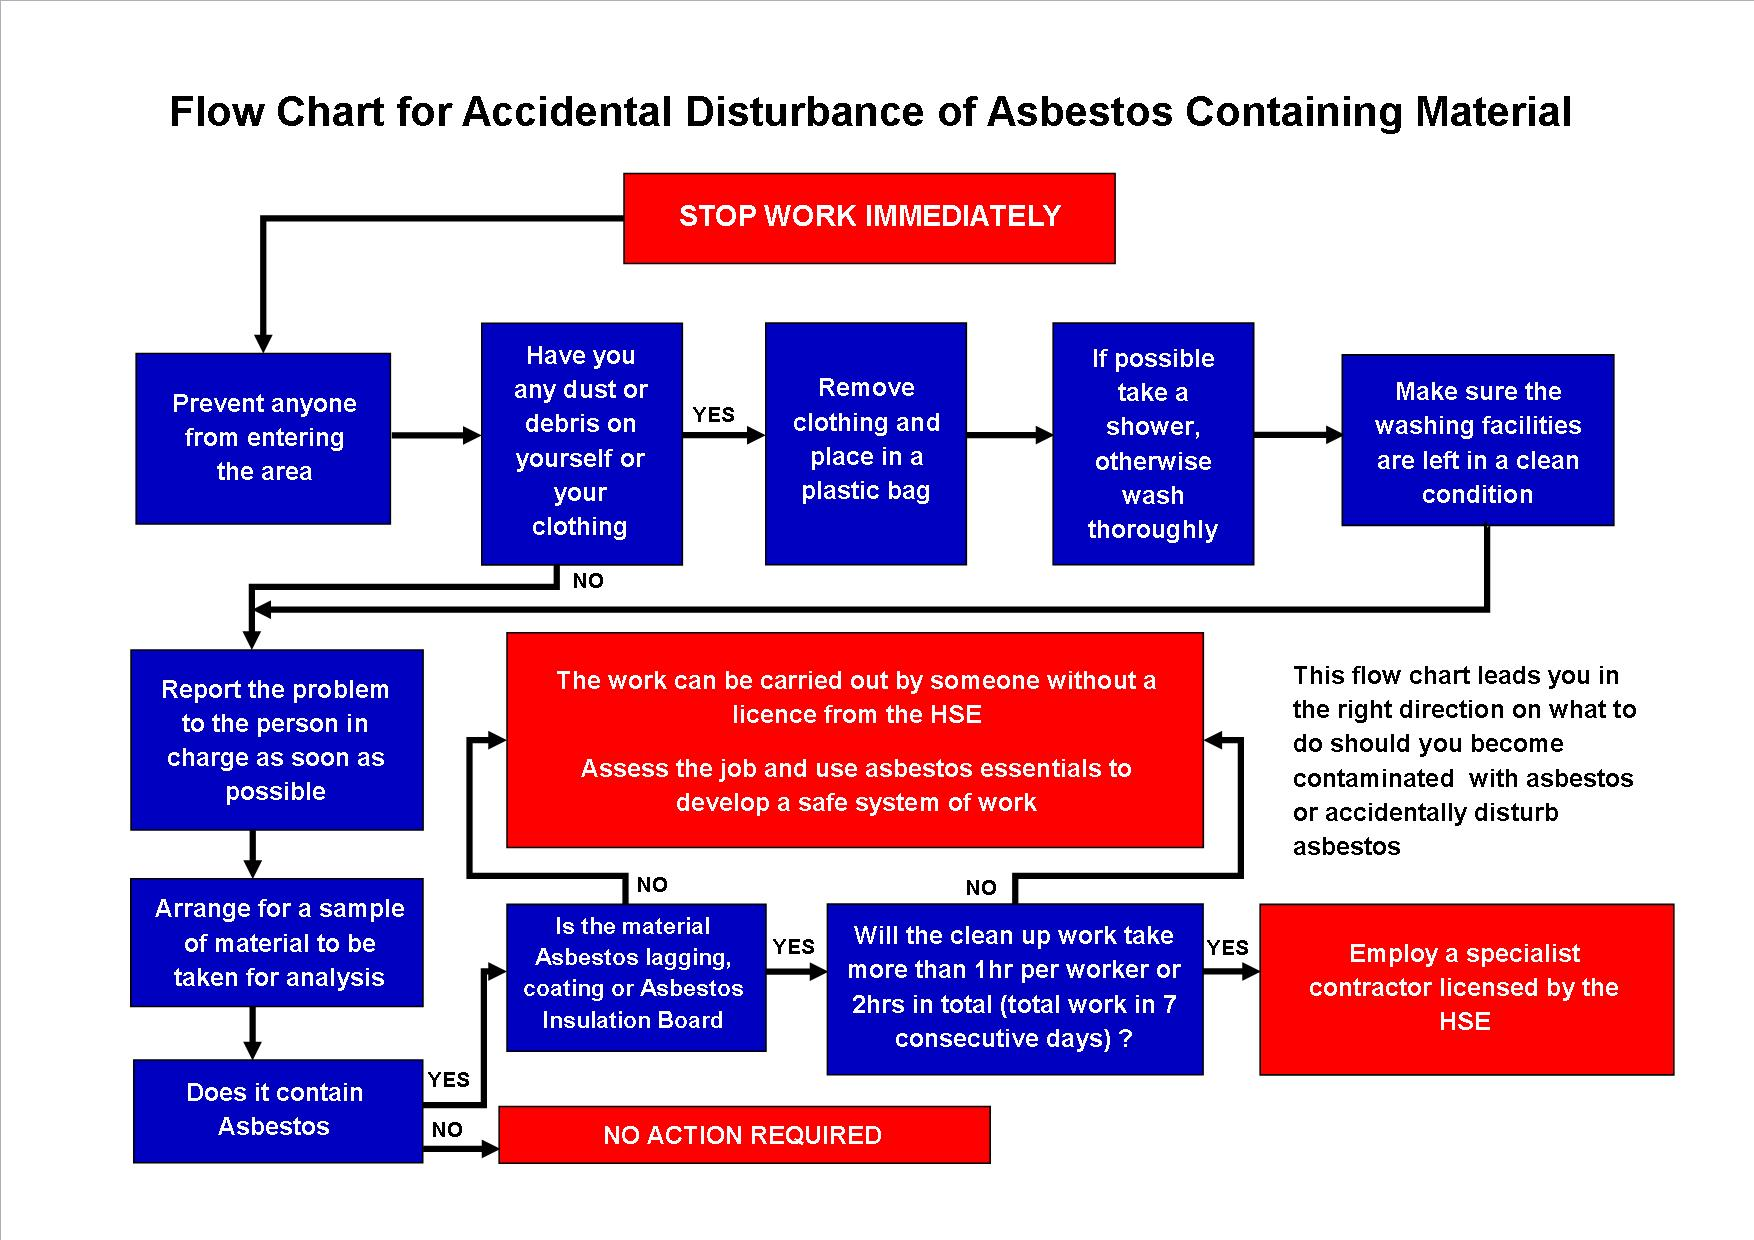 Flow Chart for Accidental Disturbance of Asbestos Containing Material
STOP WORK IMMEDIATELY
Prevent anyone
from entering
the area
Have you
any dust or
debris on
yourself or
your
clothing
YES
Remove
clothing and
place in a
plastic bag
If possible
take a
shower,
otherwise
wash
thoroughly
Make sure the
washing facilities
are left in a clean
condition
NO
Report the problem
to the person in
charge as soon as
possible
The work can be carried out by someone without a
licence from the HSE
Assess the job and use asbestos essentials to
develop a safe system of work
This flow chart leads you in
the right direction on what to
do should you become
contaminated  with asbestos
or accidentally disturb
asbestos
Arrange for a sample
of material to be
taken for analysis
NO
NO
Is the material
Asbestos lagging,
coating or Asbestos
Insulation Board
YES
Will the clean up work take
more than 1hr per worker or
2hrs in total (total work in 7
consecutive days) ?
YES
Employ a specialist
contractor licensed by the
HSE
Does it contain
Asbestos
YES
NO
NO ACTION REQUIRED